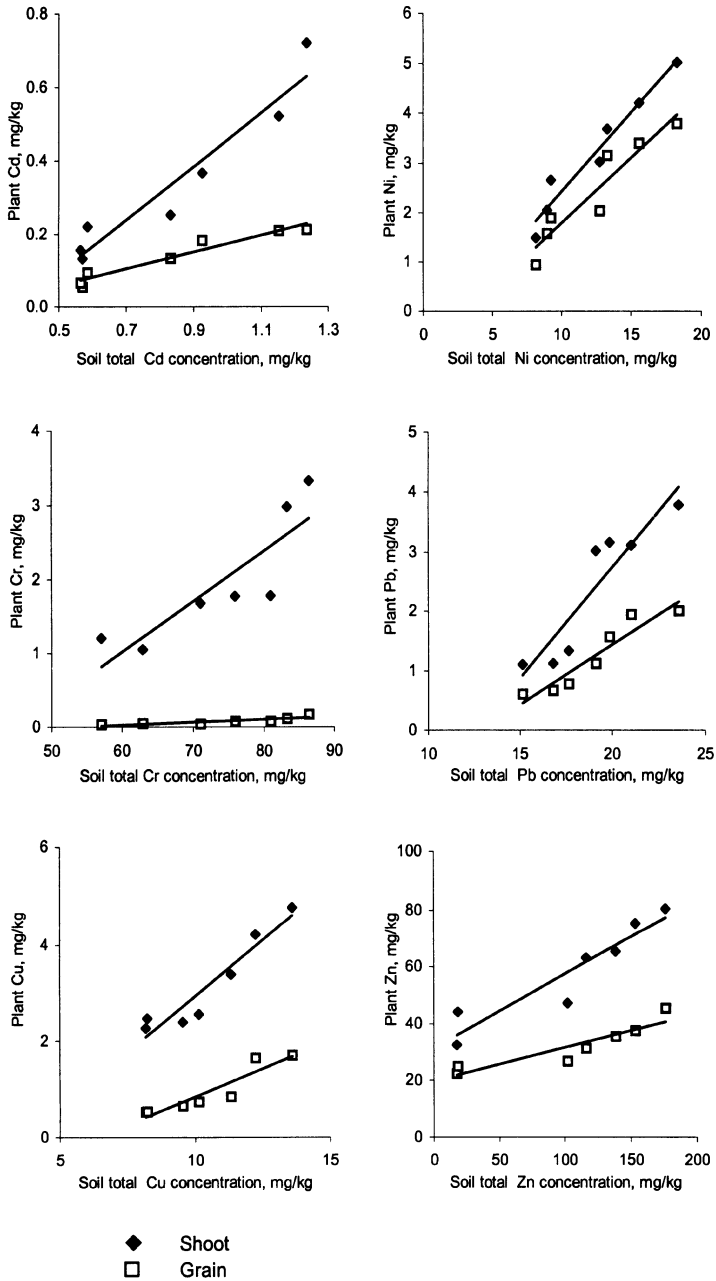 0.8
0.6
0.4
0.2
0.0
Plant Cd, mg/kg
0.5 0.7 0.9 1.1 1.3
Soil total Cd concentration, mg/kg
6
5
4
3
2
1
0
Plant Ni, mg/kg
0 5 10 15 20
Soil total Ni concentration, mg/kg
4
3
2
1
0
Plant Cr, mg/kg
50 60 70 80 90
Soil total Cr concentration, mg/kg
5
4
3
2
1
0
Plant Pb, mg/kg
10 15 20 25
Soil total Pb concentration, mg/kg
6
4
2
0
Plant Cu, mg/kg
5 10 15
Soil total Cu concentration, mg/kg
100
80
60
40
20
0
Plant Zn, mg/kg
0 50 100 150 200
Soil total Zn concentration, mg/kg
Shoot
Grain